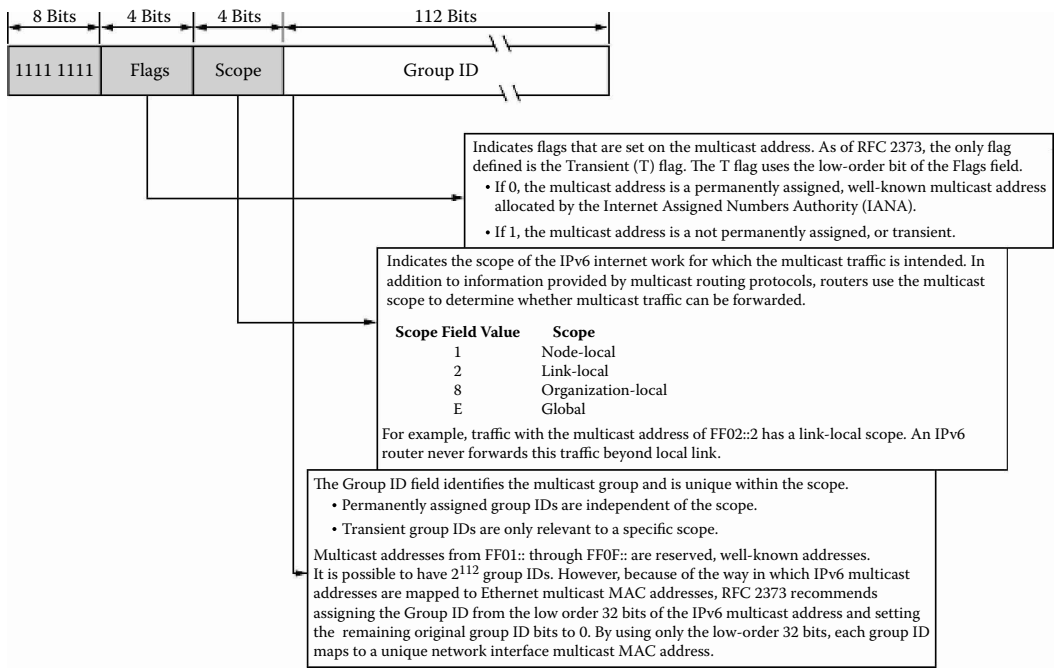 8 Bits 4 Bits 4 Bits 112 Bits
1111 1111 Flags Scope Group ID
Indicates flags that are set on the multicast address. As of RFC 2373, the only flag
defined is the Transient (T) flag. The T flag uses the low-order bit of the Flags field.
• If 0, the multicast address is a permanently assigned, well-known multicast address
allocated by the Internet Assigned Numbers Authority (IANA).
• If 1, the multicast address is a not permanently assigned, or transient.
Indicates the scope of the IPv6 internet work for which the multicast traffic is intended. In
addition to information provided by multicast routing protocols, routers use the multicast
scope to determine whether multicast traffic can be forwarded.
Scope Field Value Scope
1 Node-local
2 Link-local
8 Organization-local
E Global
For example, traffic with the multicast address of FF02::2 has a link-local scope. An IPv6
router never forwards this traffic beyond local link.
The Group ID field identifies the multicast group and is unique within the scope.
• Permanently assigned group IDs are independent of the scope.
• Transient group IDs are only relevant to a specific scope.
Multicast addresses from FF01:: through FF0F:: are reserved, well-known addresses.
It is possible to have 2¹¹² group IDs. However, because of the way in which IPv6 multicast
addresses are mapped to Ethernet multicast MAC addresses, RFC 2373 recommends
assigning the Group ID from the low order 32 bits of the IPv6 multicast address and setting
the remaining original group ID bits to 0. By using only the low-order 32 bits, each group ID
maps to a unique network interface multicast MAC address.